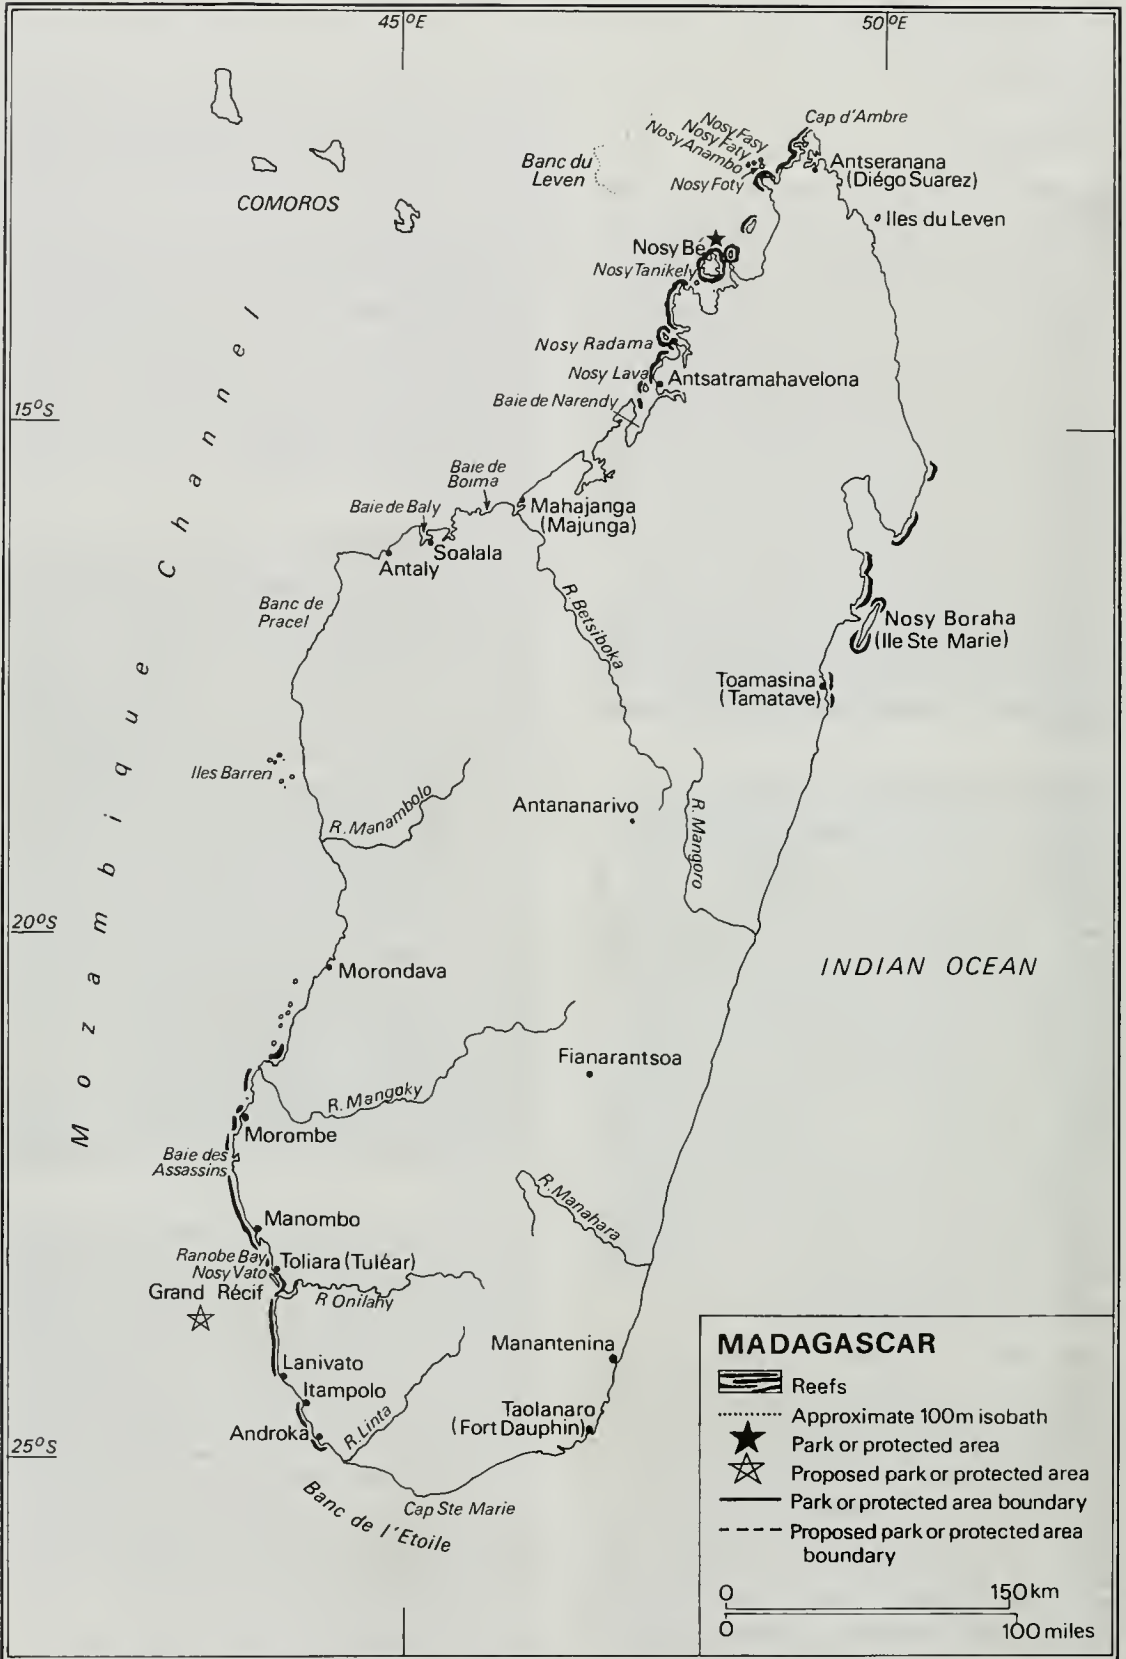 45°E
50°E
COMOROS
Banc du
Leven
Nosy Fasy
Nosy Faty
Nosy Anambo
Nosy Foty
Cap d'Ambre
Antseranana
(Diégo Suarez)
Iles du Leven
Nosy Bé
Nosy Tanikely
Nosy Radama
Nosy Lava
Antsatramahavelona
Baie de Narendy
15°S
Mozambique Channel
Baie de
Boima
Baie de Baly
Mahajanga
(Majunga)
Soalala
Antaly
Banc de
Pracel
R. Betsiboka
Nosy Boraha
(Ile Ste Marie)
Toamasina
(Tamatave)
Iles Barren
R. Manambolo
Antananarivo
R. Mangoro
20°S
INDIAN OCEAN
Morondava
Fianarantsoa
R. Mangoky
Morombe
Baie des
Assassins
R. Manahara
Manombo
Ranobe Bay
Toliara (Tuléar)
Nosy Vato
Grand Récif
R Onilahy
Manantenina
Lanivato
Itampolo
Taolanaro
(Fort Dauphin)
Androka
R. Linta
25°S
Cap Ste Marie
Banc de l'Etoile
MADAGASCAR
Reefs
Approximate 100m isobath
Park or protected area
Proposed park or protected area
Park or protected area boundary
Proposed park or protected area
boundary
0 150 km
0 100 miles